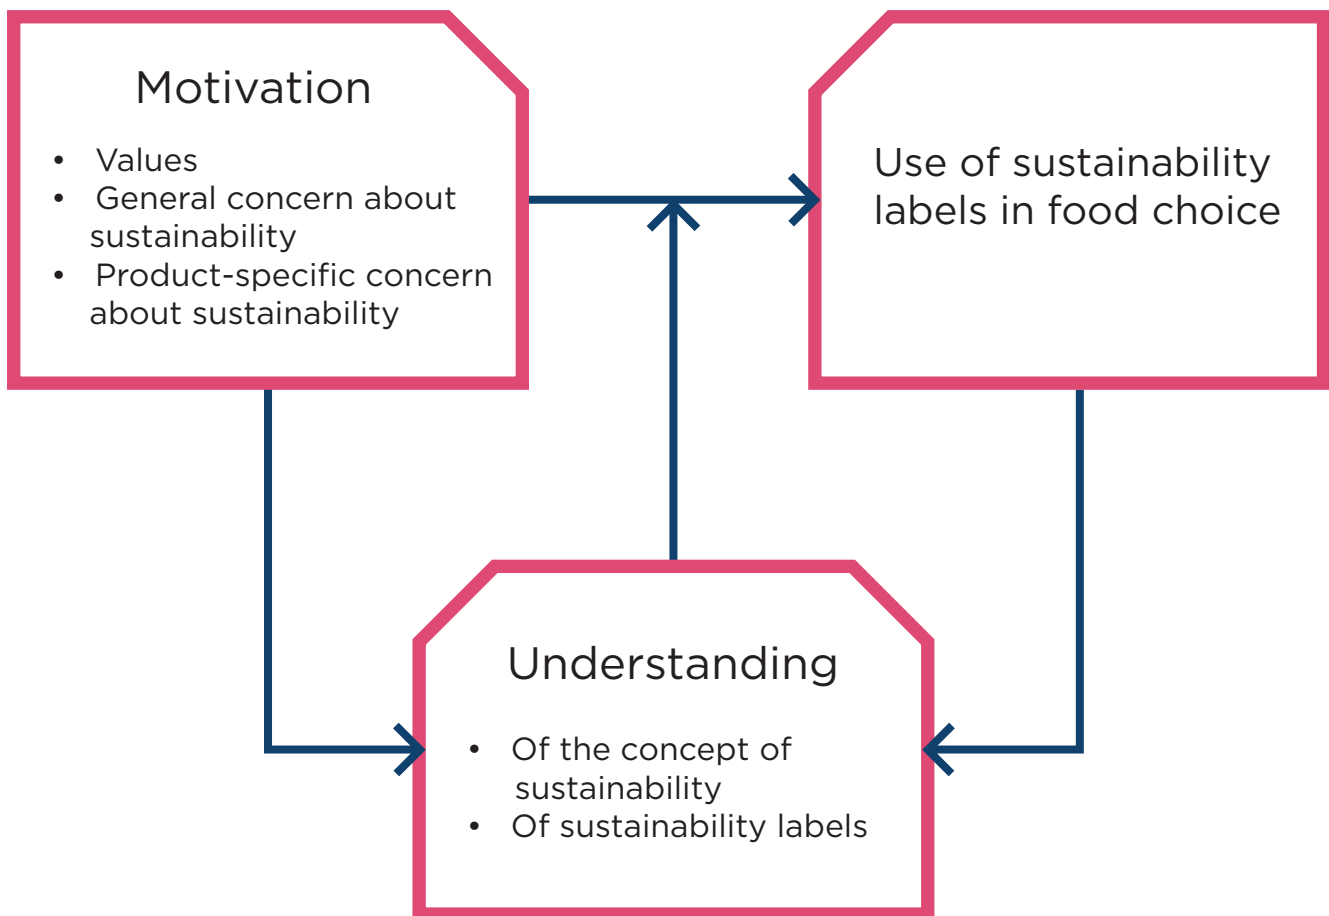 Motivation
• Values
• General concern about
sustainability
• Product-specific concern
about sustainability
Use of sustainability
labels in food choice
Understanding
• Of the concept of
sustainability
• Of sustainability labels